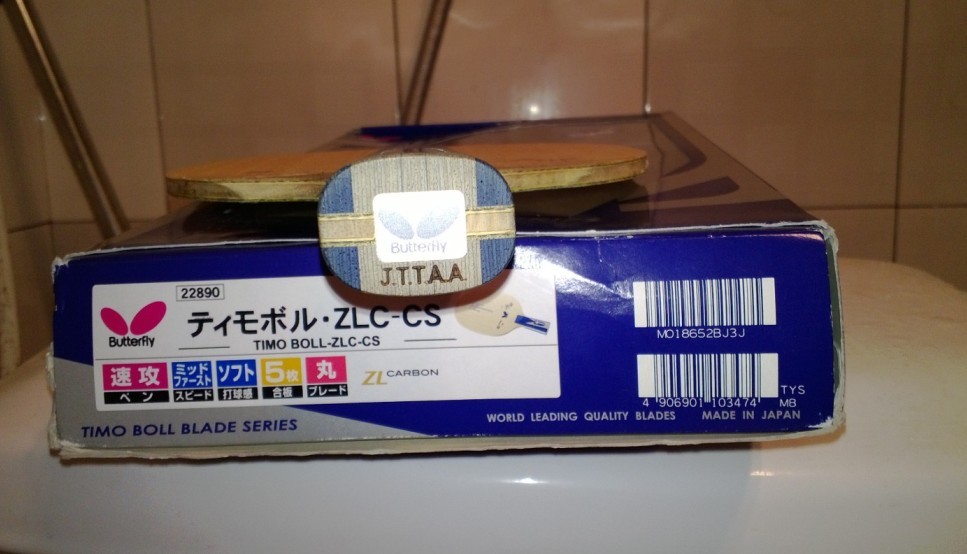 Butterfly
J.T.T.A.A.
22890
Butterfly
ティモボル・ZLC-CS
TIMO BOLL-ZLC-CS
速攻
ペン
ミッド
ファースト
スピード
ソフト
打球感
5枚
合板
丸
ブレード
ZL CARBON
MO18652BJ3J
4 906901 103474
TYS
MB
WORLD LEADING QUALITY BLADES MADE IN JAPAN
TIMO BOLL BLADE SERIES